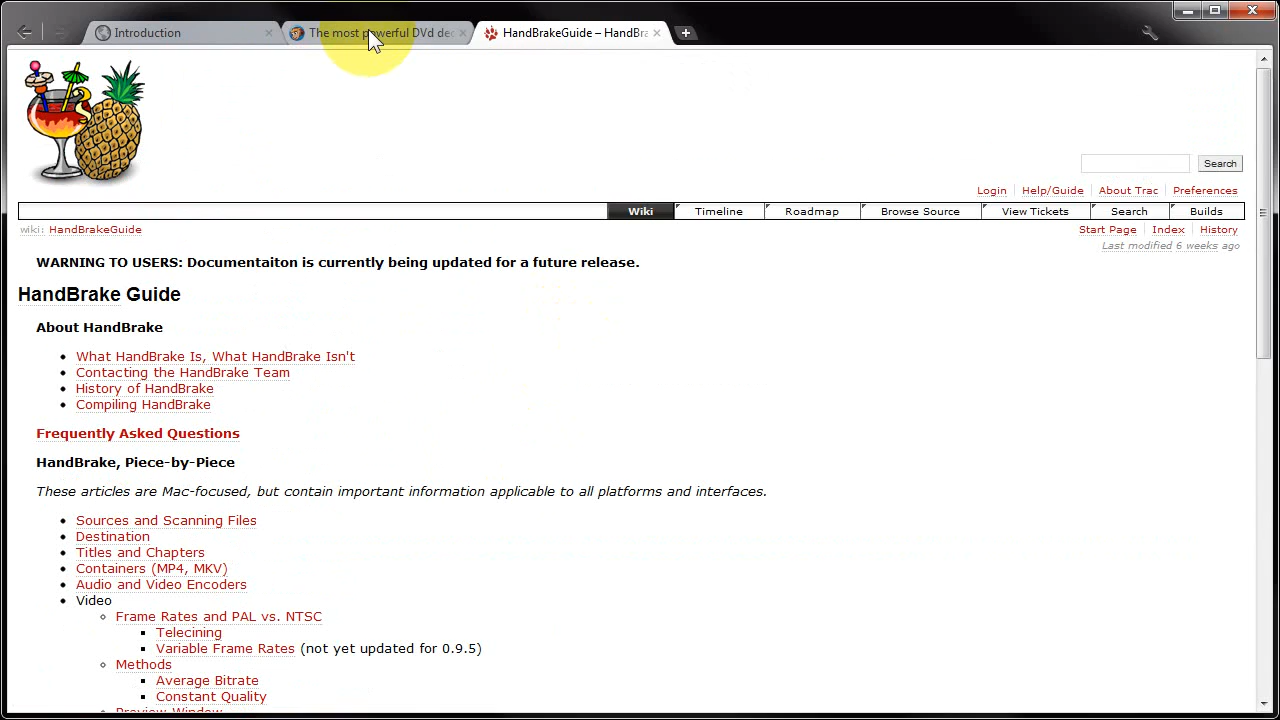 Introduction
The most powerful DVd dec
HandBrakeGuide – HandBra
Search
Login Help/Guide About Trac Preferences
Wiki Timeline Roadmap Browse Source View Tickets Search Builds
wiki: HandBrakeGuide
Start Page Index History
Last modified 6 weeks ago
WARNING TO USERS: Documentaiton is currently being updated for a future release.
HandBrake Guide
About HandBrake
What HandBrake Is, What HandBrake Isn't
Contacting the HandBrake Team
History of HandBrake
Compiling HandBrake
Frequently Asked Questions
HandBrake, Piece-by-Piece
These articles are Mac-focused, but contain important information applicable to all platforms and interfaces.
Sources and Scanning Files
Destination
Titles and Chapters
Containers (MP4, MKV)
Audio and Video Encoders
Video
Frame Rates and PAL vs. NTSC
Telecining
Variable Frame Rates (not yet updated for 0.9.5)
Methods
Average Bitrate
Constant Quality
Preview Window